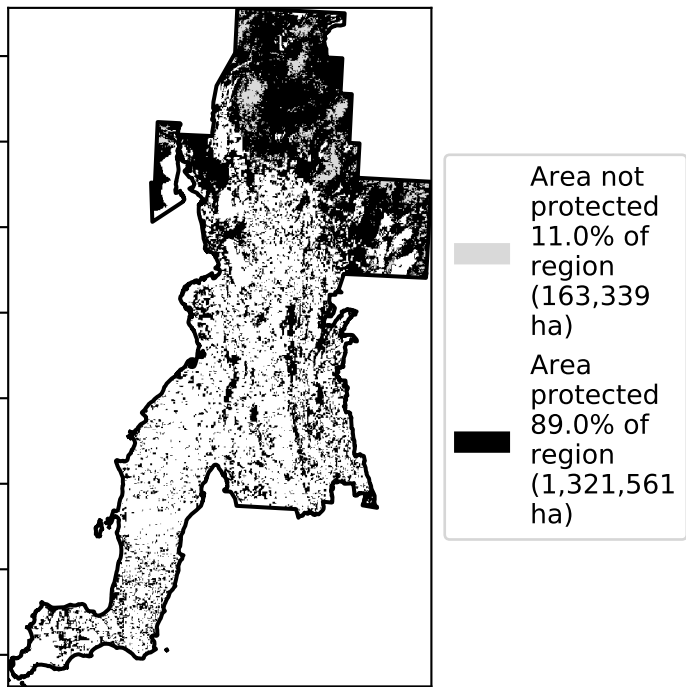 Area not
protected
11.0% of
region
(163,339
ha)
Area
protected
89.0% of
region
(1,321,561
ha)